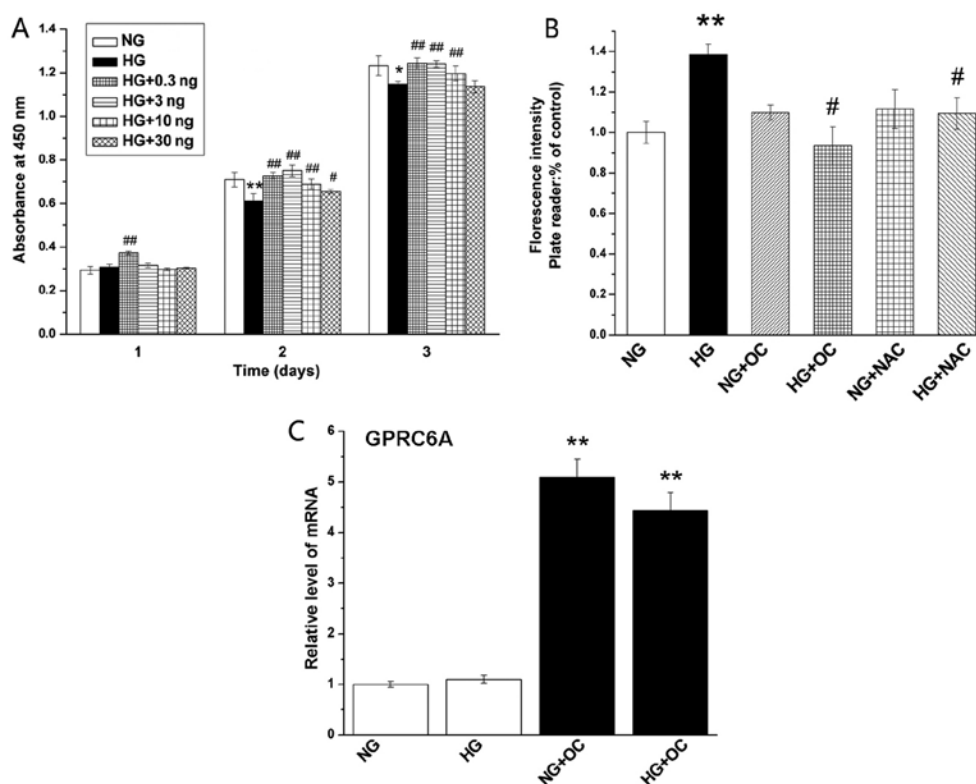 A
NG
HG
HG+0.3 ng
HG+3 ng
HG+10 ng
HG+30 ng
Absorbance at 450 nm
1.4
1.2
1.0
0.8
0.6
0.4
0.2
0.0
##
**
##
##
##
#
*
##
##
##
1
2
3
Time (days)
B
Florescence intensity
Plate reader:% of control)
1.4
1.2
1.0
0.8
0.6
0.4
0.2
0.0
**
#
#
NG
HG
NG+OC
HG+OC
NG+NAC
HG+NAC
C
GPRC6A
Relative level of mRNA
6
5
4
3
2
1
0
**
**
NG
HG
NG+OC
HG+OC